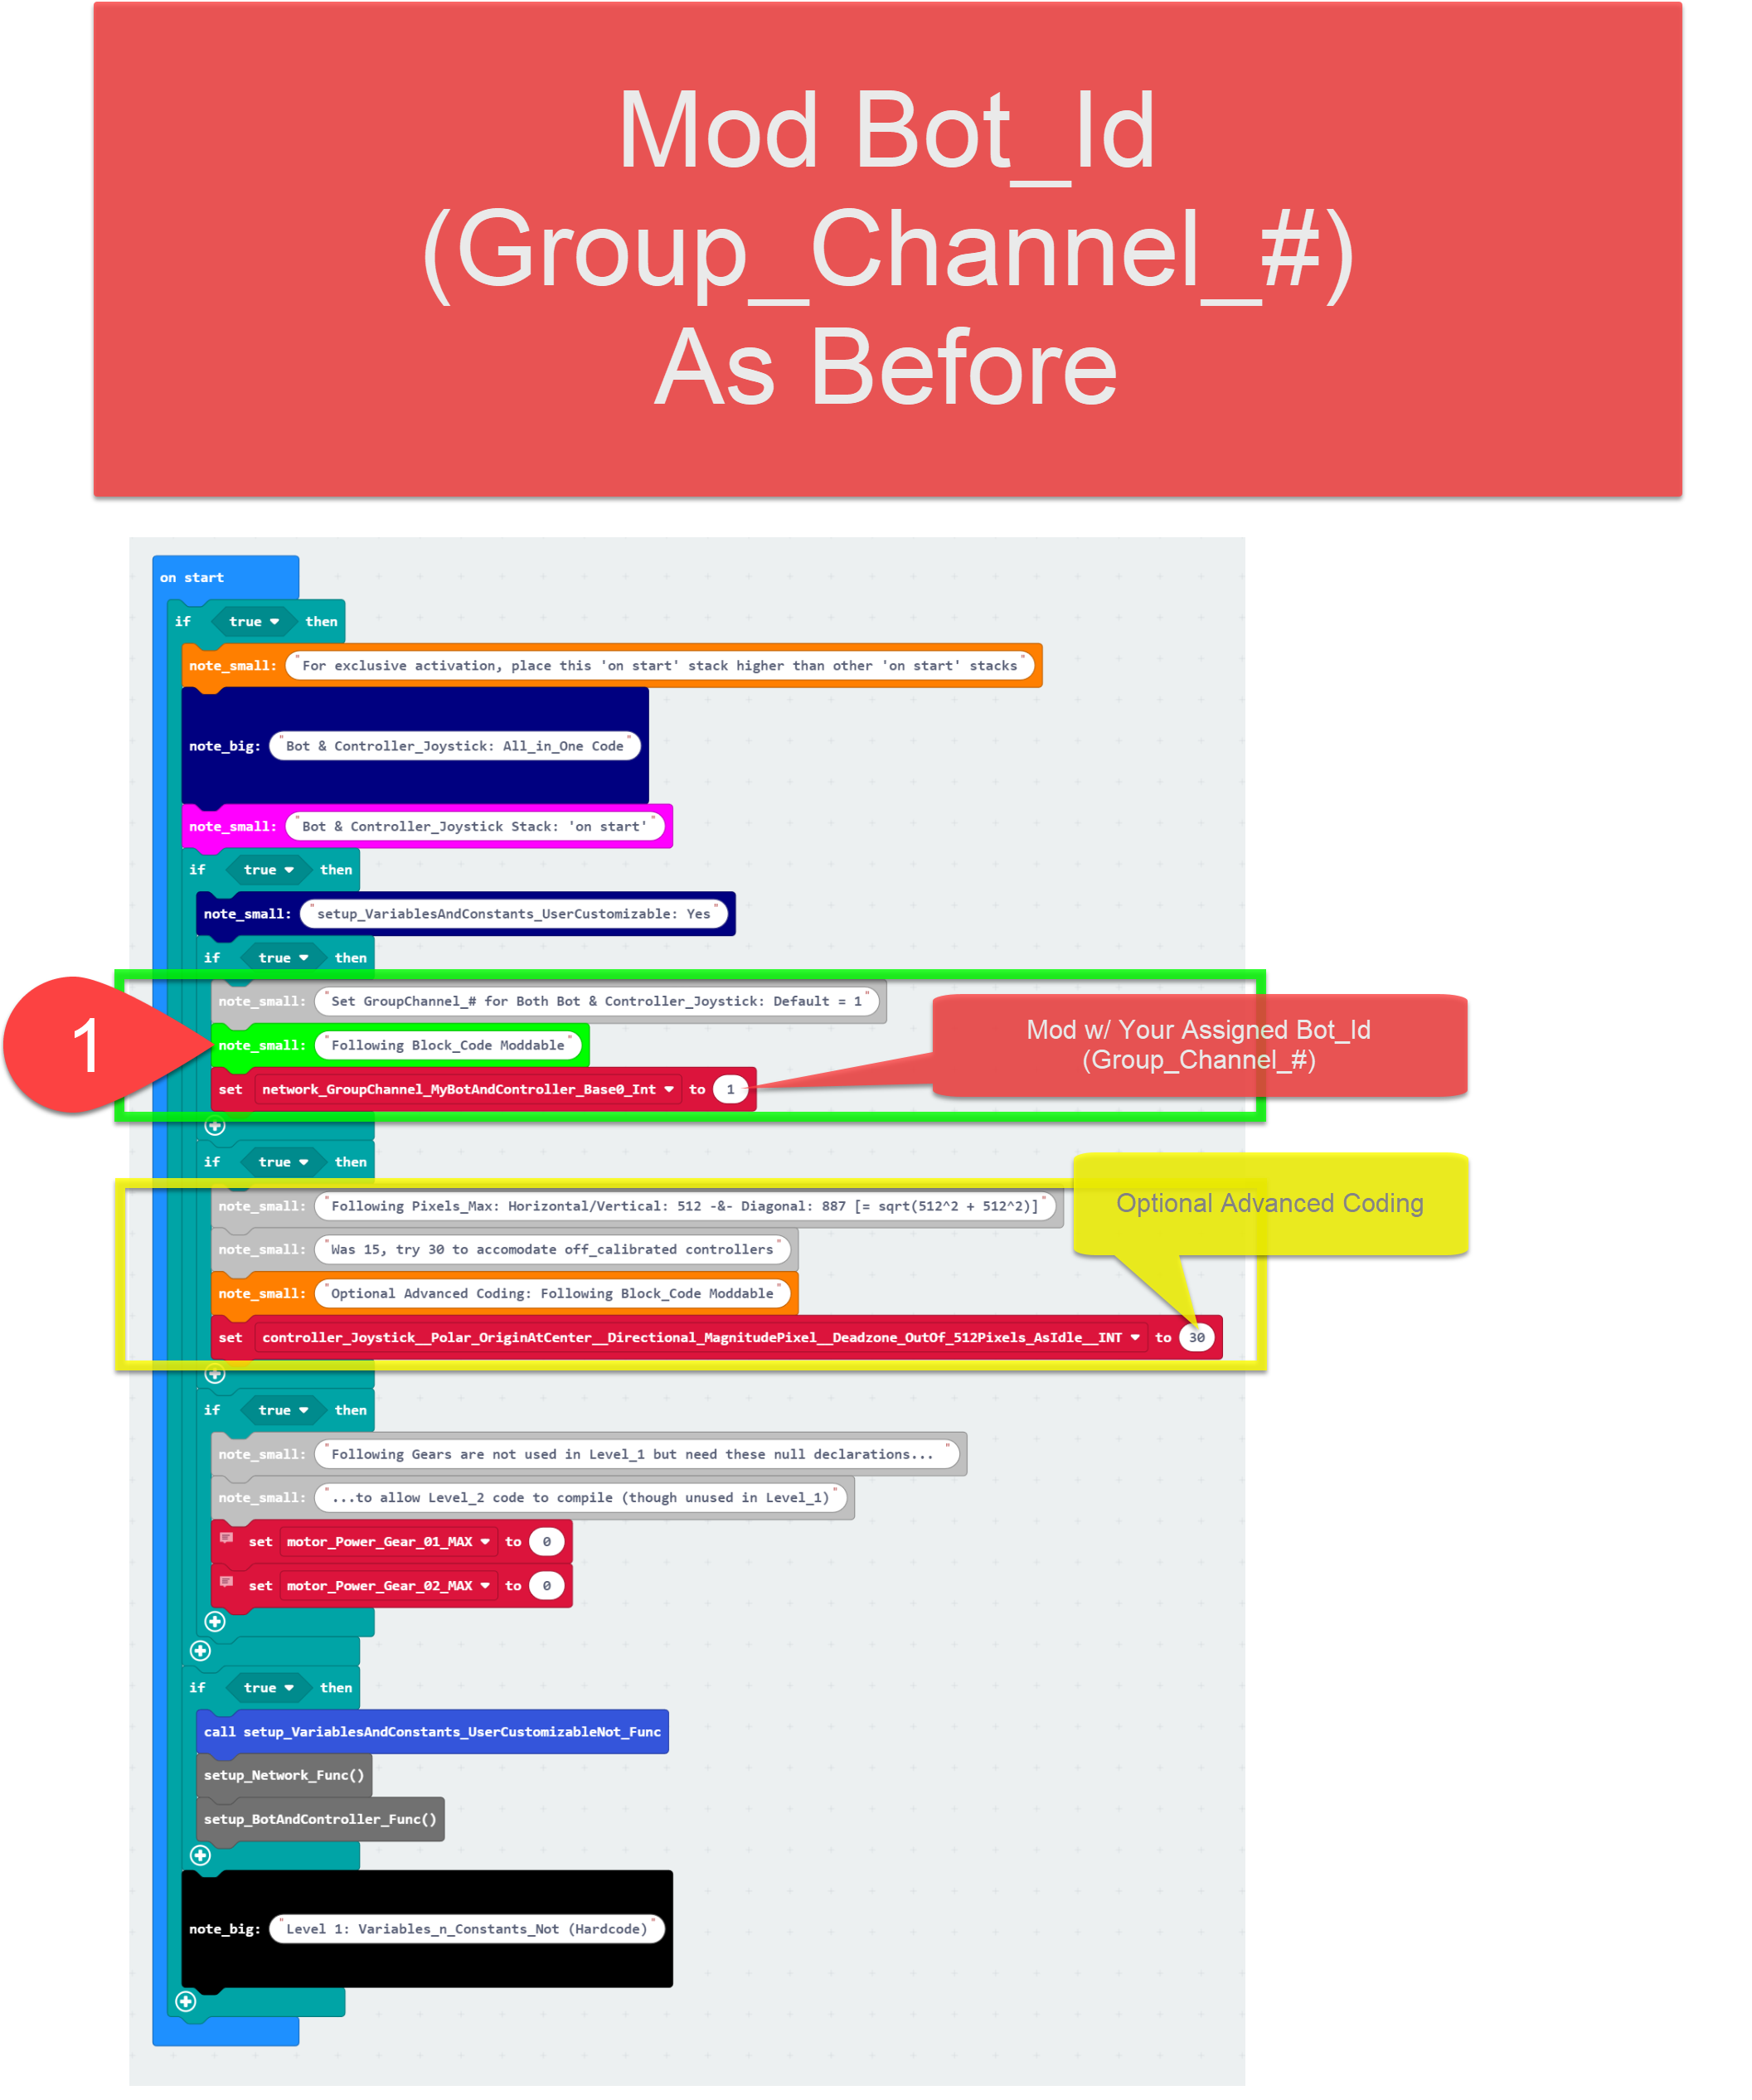 Mod Bot_Id
(Group_Channel_#)
As Before
on start
if true then
note_small: "For exclusive activation, place this 'on start' stack higher than other 'on start' stacks"
note_big: "Bot & Controller_Joystick: All_in_One Code"
note_small: "Bot & Controller_Joystick Stack: 'on start'"
if true then
note_small: "setup_VariablesAndConstants_UserCustomizable: Yes"
if true then
note_small: "Set GroupChannel_# for Both Bot & Controller_Joystick: Default = 1"
1
note_small: "Following Block_Code Moddable"
Mod w/ Your Assigned Bot_Id
(Group_Channel_#)
set network_GroupChannel_MyBotAndController_Base0_Int to 1
if true then
Optional Advanced Coding
note_small: "Following Pixels_Max: Horizontal/Vertical: 512 -&- Diagonal: 887 [= sqrt(512^2 + 512^2)]"
note_small: "Was 15, try 30 to accomodate off_calibrated controllers"
note_small: "Optional Advanced Coding: Following Block_Code Moddable"
set controller_Joystick__Polar_OriginAtCenter__Directional_MagnitudePixel__Deadzone_OutOf_512Pixels_AsIdle__INT to 30
if true then
note_small: "Following Gears are not used in Level_1 but need these null declarations... "
note_small: "...to allow Level_2 code to compile (though unused in Level_1)"
set motor_Power_Gear_01_MAX to 0
set motor_Power_Gear_02_MAX to 0
if true then
call setup_VariablesAndConstants_UserCustomizableNot_Func
setup_Network_Func()
setup_BotAndController_Func()
note_big: "Level 1: Variables_n_Constants_Not (Hardcode)"